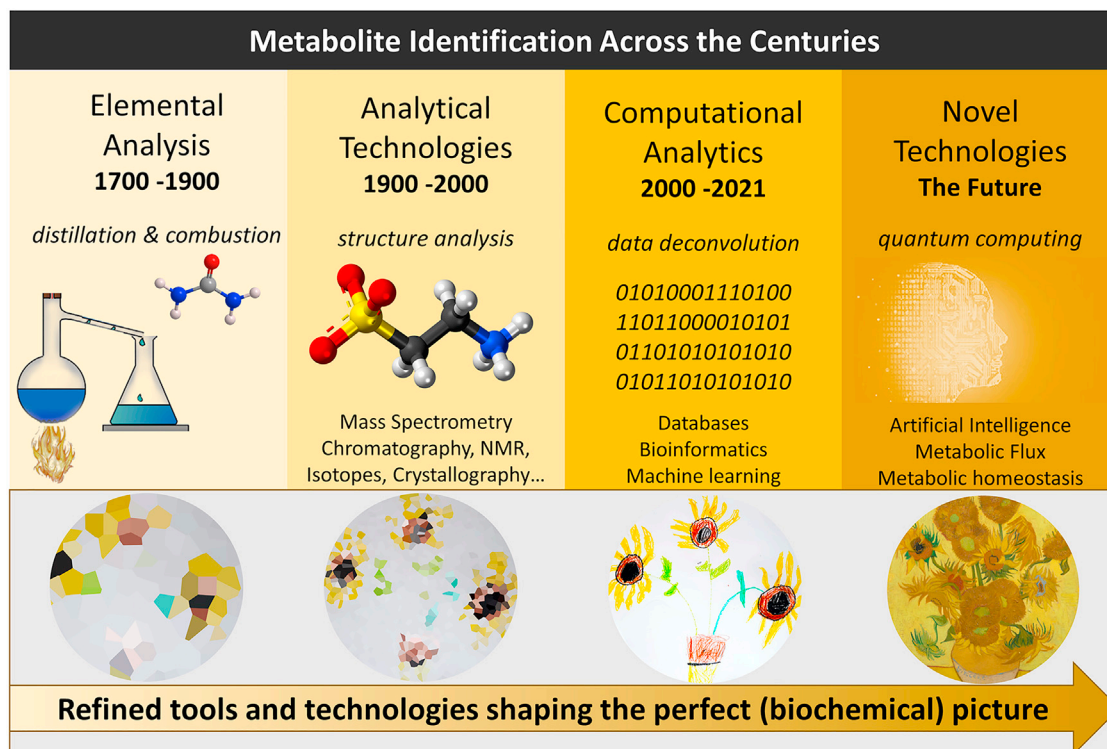 Metabolite Identification Across the Centuries
Elemental
Analysis
1700 -1900
distillation & combustion
Analytical
Technologies
1900 -2000
structure analysis
Mass Spectrometry
Chromatography, NMR,
Isotopes, Crystallography...
Computational
Analytics
2000 -2021
data deconvolution
01010001110100
11011000010101
01101010101010
01011010101010
Databases
Bioinformatics
Machine learning
Novel
Technologies
The Future
quantum computing
Artificial Intelligence
Metabolic Flux
Metabolic homeostasis
Refined tools and technologies shaping the perfect (biochemical) picture